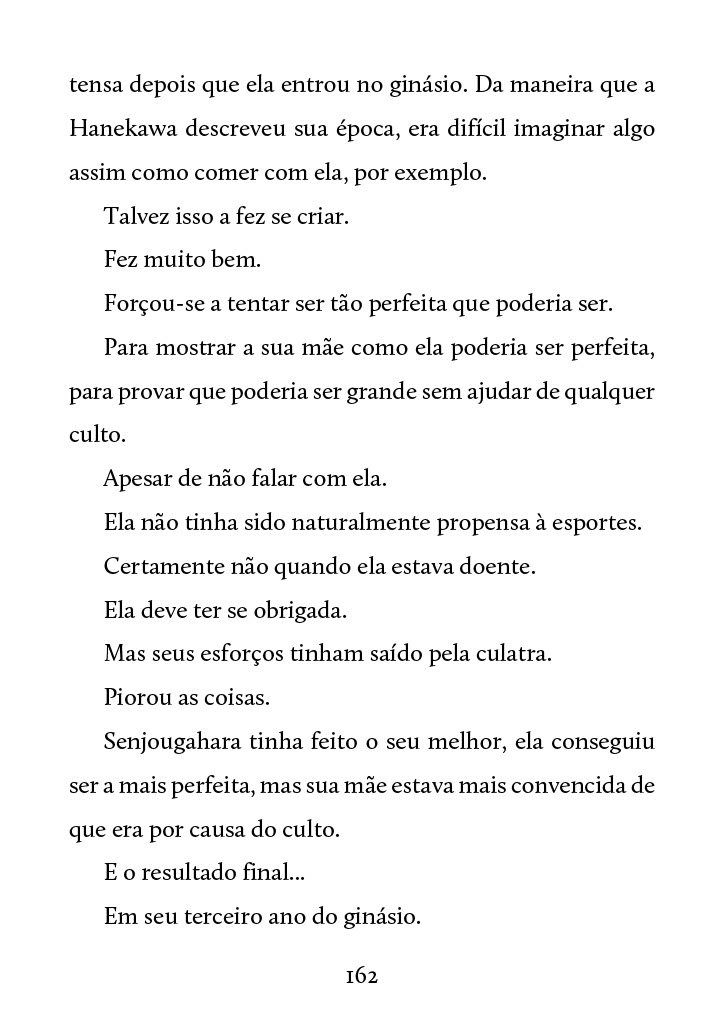 tensa depois que ela entrou no ginásio. Da maneira que a
Hanekawa descreveu sua época, era difícil imaginar algo
assim como comer com ela, por exemplo.
Talvez isso a fez se criar.
Fez muito bem.
Forçou-se a tentar ser tão perfeita que poderia ser.
Para mostrar a sua mãe como ela poderia ser perfeita,
para provar que poderia ser grande sem ajudar de qualquer
culto.
Apesar de não falar com ela.
Ela não tinha sido naturalmente propensa à esportes.
Certamente não quando ela estava doente.
Ela deve ter se obrigada.
Mas seus esforços tinham saído pela culatra.
Piorou as coisas.
Senjougahara tinha feito o seu melhor, ela conseguiu
ser a mais perfeita, mas sua mãe estava mais convencida de
que era por causa do culto.
E o resultado final...
Em seu terceiro ano do ginásio.
162